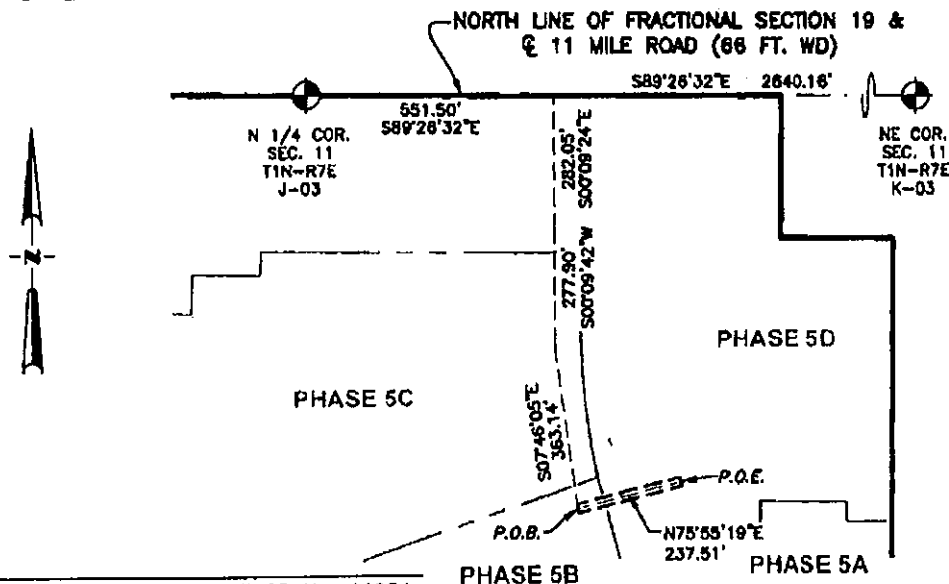 NORTH LINE OF FRACTIONAL SECTION 19 &
℄ 11 MILE ROAD (66 FT. WD)
S89°26'32"E 2640.16'
551.50'
S89°26'32"E
N 1/4 COR.
SEC. 11
T1N-R7E
J-03
NE COR.
SEC. 11
T1N-R7E
K-03
282.05'
S00°09'24"E
277.90'
S00°09'42"W
N
PHASE 5D
PHASE 5C
S07°46'05"E
363.14'
P.O.E.
P.O.B.
N75°55'19"E
237.51'
PHASE 5B
PHASE 5A